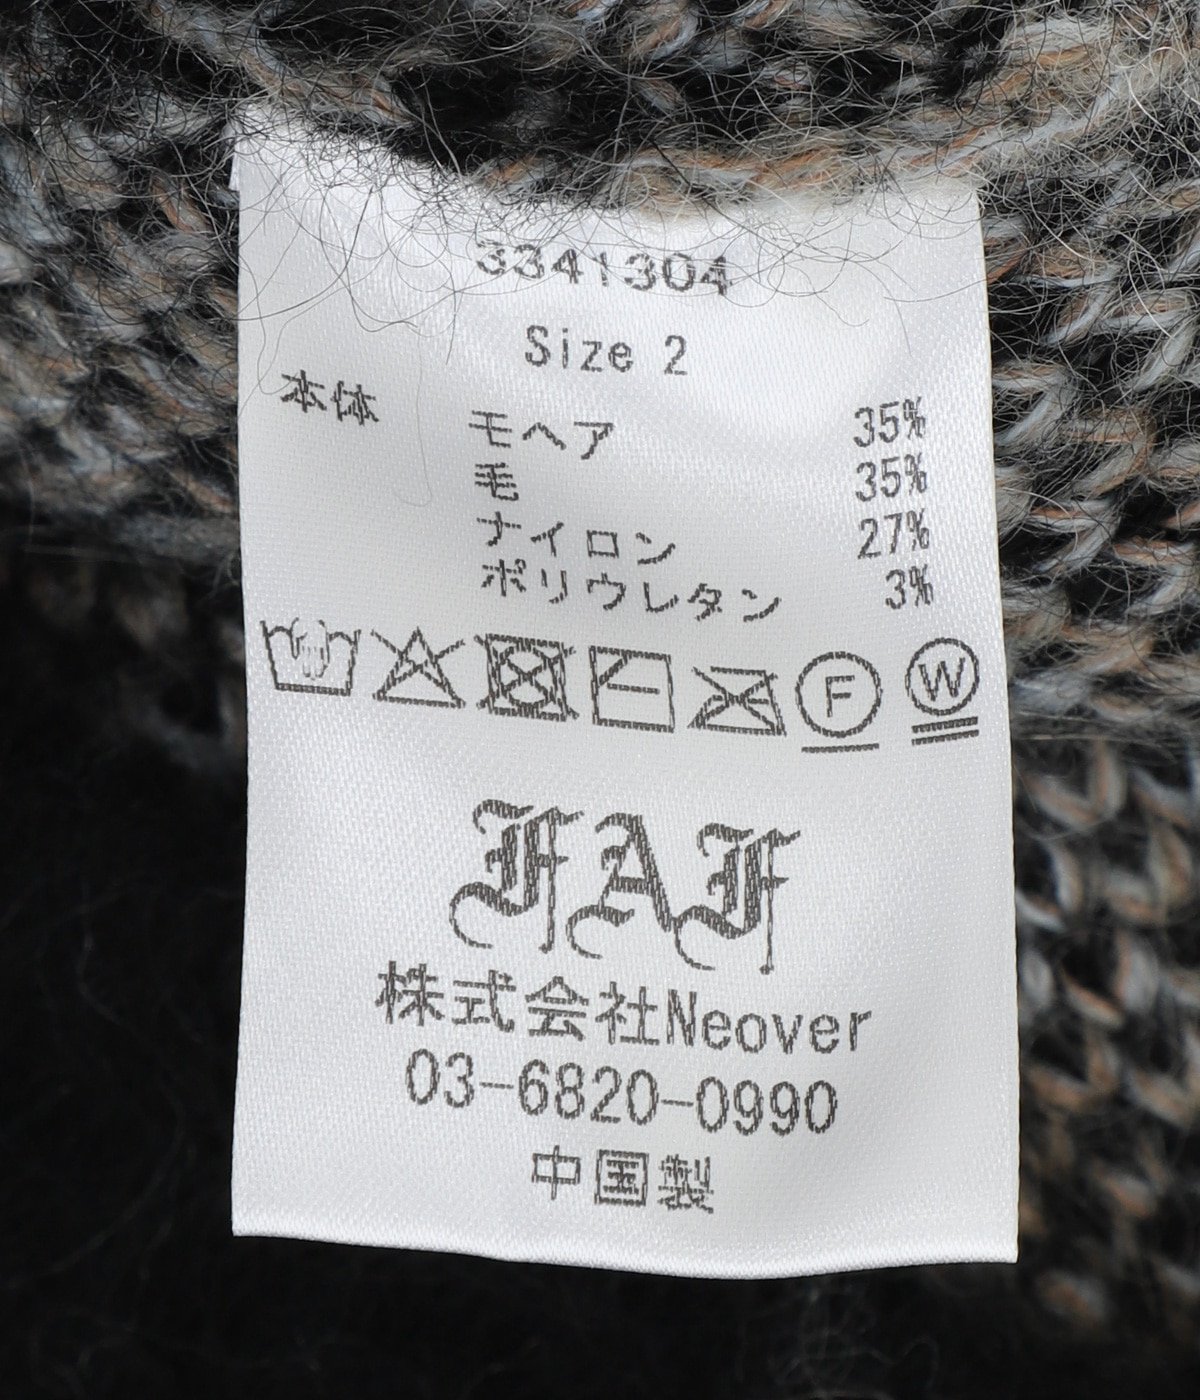 3341304
Size 2
本体 モヘア 35%
毛 35%
ナイロン 27%
ポリウレタン 3%
F W
FAF
株式会社Neover
03-6820-0990
中国製